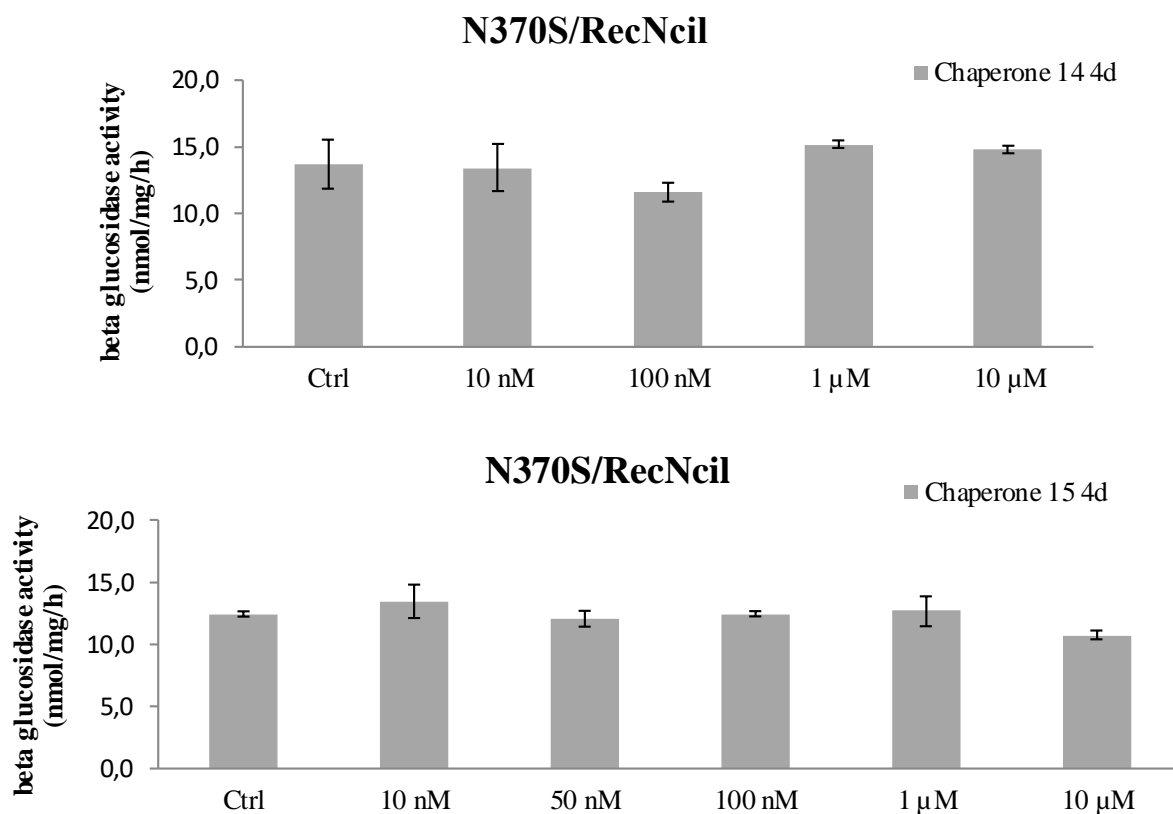 N370S/RecNcil
Chaperone 14 4d
beta glucosidase activity
(nmol/mg/h)
20,0
15,0
10,0
5,0
0,0
Ctrl 10 nM 100 nM 1 µM 10 µM
N370S/RecNcil
Chaperone 15 4d
beta glucosidase activity
(nmol/mg/h)
20,0
15,0
10,0
5,0
0,0
Ctrl 10 nM 50 nM 100 nM 1 µM 10 µM